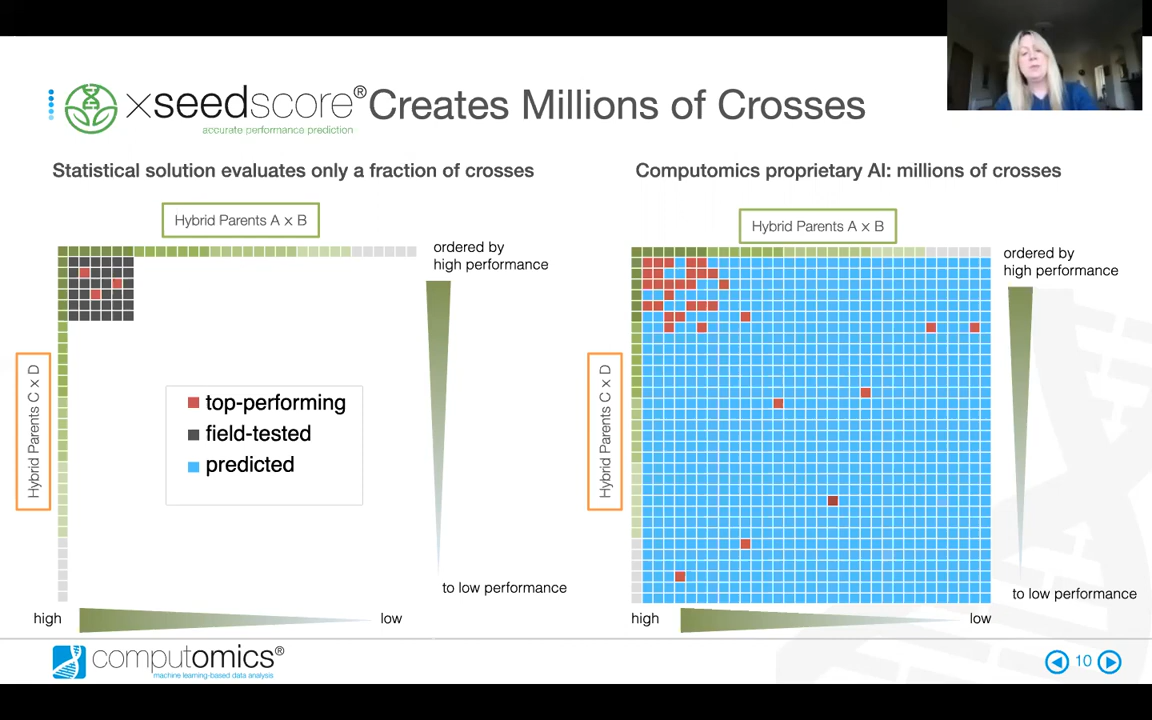 xseedscore® Creates Millions of Crosses
accurate performance prediction
Statistical solution evaluates only a fraction of crosses
Hybrid Parents A x B
ordered by
high performance
Hybrid Parents C x D
top-performing
field-tested
predicted
to low performance
high
low
Computomics proprietary AI: millions of crosses
Hybrid Parents A x B
ordered by
high performance
Hybrid Parents C x D
to low performance
high
low
computomics®
machine learning-based data analysis
10